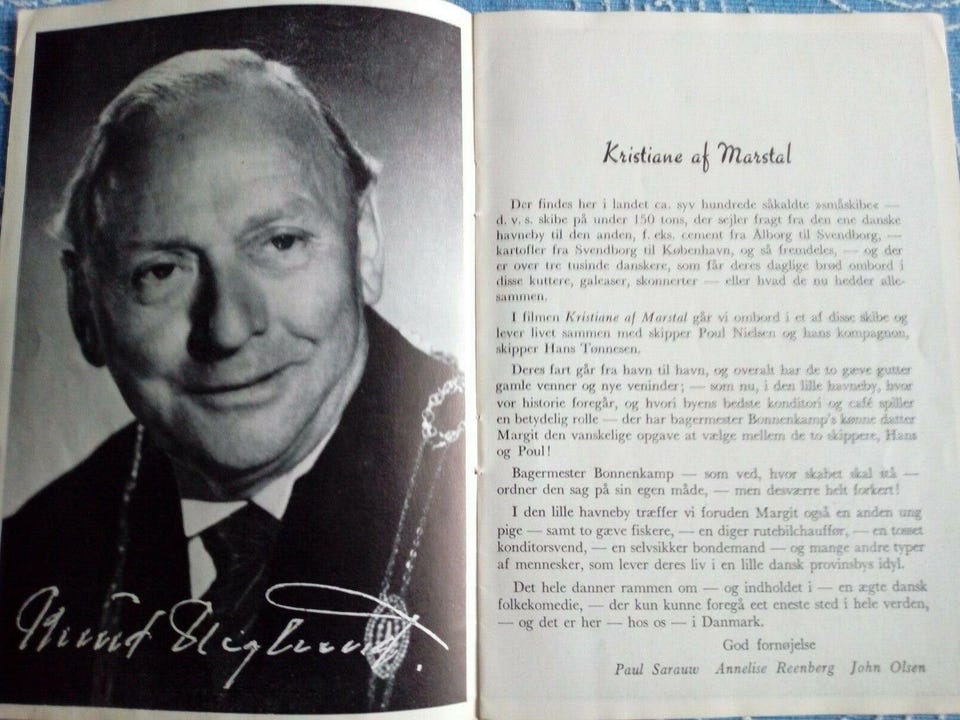 Knud Heglund.
Kristiane af Marstal
Der findes her i landet ca. syv hundrede såkaldte »småskibe« —
d. v. s. skibe på under 150 tons, der sejler fragt fra den ene danske
havneby til den anden, f. eks. cement fra Ålborg til Svendborg, —
kartofler fra Svendborg til København, og så fremdeles, — og der
er over tre tusinde danskere, som får deres daglige brød ombord i
disse kuttere, galeaser, skonnerter — eller hvad de nu hedder alle-
sammen.
I filmen Kristiane af Marstal går vi ombord i et af disse skibe og
lever livet sammen med skipper Poul Nielsen og hans kompagnon,
skipper Hans Tønnesen.
Deres fart går fra havn til havn, og overalt har de to gæve gutter
gamle venner og nye veninder; — som nu, i den lille havneby, hvor
vor historie foregår, og hvori byens bedste konditori og café spiller
en betydelig rolle — der har bagermester Bonnenkamp's kønne datter
Margit den vanskelige opgave at vælge mellem de to skippere, Hans
og Poul!
Bagermester Bonnenkamp — som ved, hvor skabet skal stå —
ordner den sag på sin egen måde, — men desværre helt forkert!
I den lille havneby træffer vi foruden Margit også en anden ung
pige — samt to gæve fiskere, — en diger rutebilchauffør, — en tosset
konditorsvend, — en selvsikker bondemand — og mange andre typer
af mennesker, som lever deres liv i en lille dansk provinsbys idyl.
Det hele danner rammen om — og indholdet i — en ægte dansk
folkekomedie, — der kun kunne foregå eet eneste sted i hele verden,
— og det er her — hos os — i Danmark.
God fornøjelse
Paul Sarauw Annelise Reenberg John Olsen